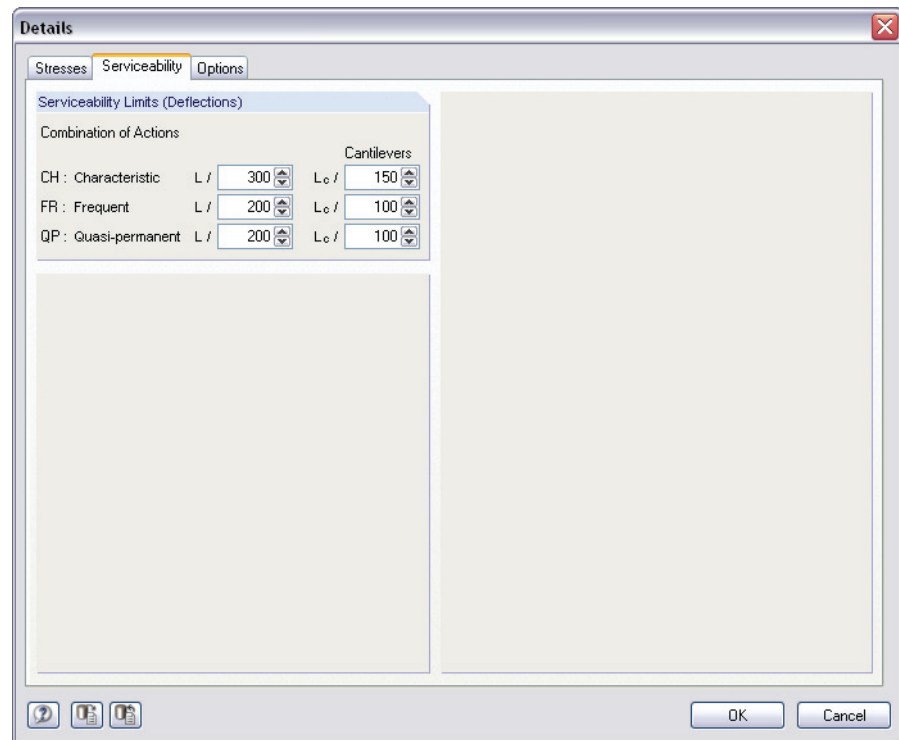 Details
Stresses Serviceability Options
Serviceability Limits (Deflections)
Combination of Actions
Cantilevers
CH : Characteristic L / 300 Lc / 150
FR : Frequent L / 200 Lc / 100
QP : Quasi-permanent L / 200 Lc / 100
OK Cancel